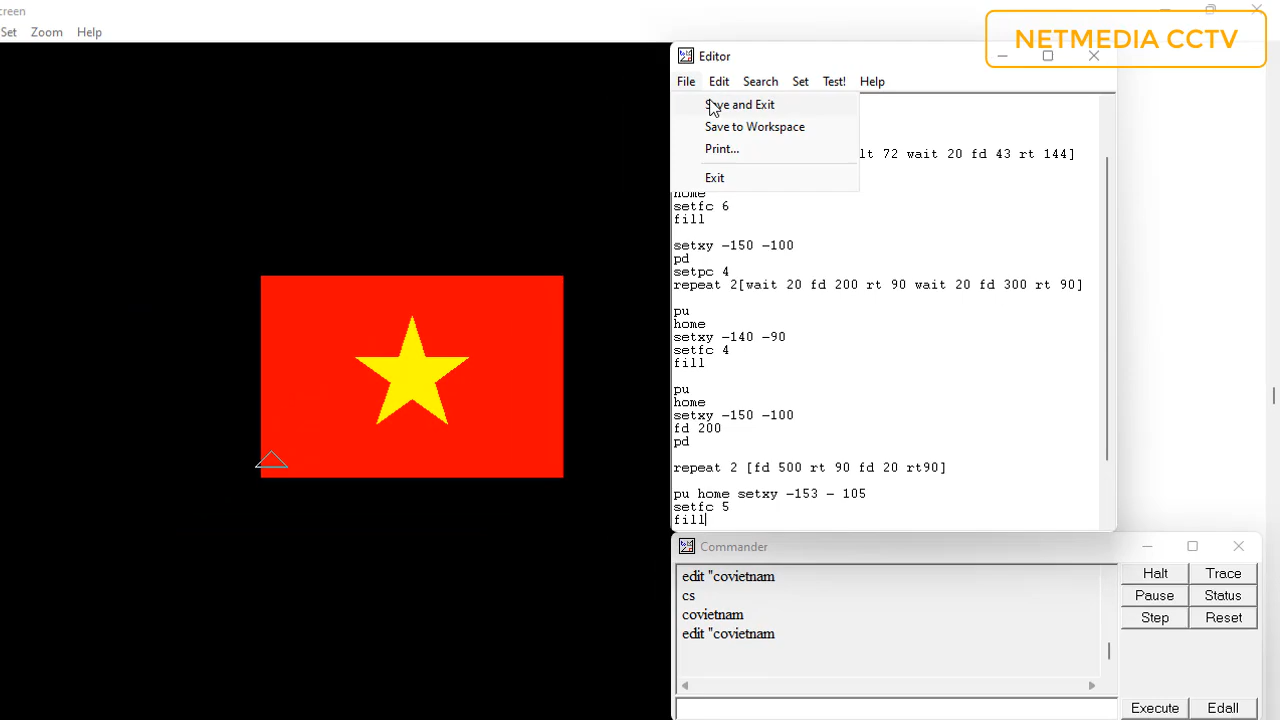 creen
Set Zoom Help
NETMEDIA CCTV
Editor
File Edit Search Set Test! Help
Save and Exit
Save to Workspace
Print...
Exit
lt 72 wait 20 fd 43 rt 144]
home
setfc 6
fill
setxy -150 -100
pd
setpc 4
repeat 2[wait 20 fd 200 rt 90 wait 20 fd 300 rt 90]
pu
home
setxy -140 -90
setfc 4
fill
pu
home
setxy -150 -100
fd 200
pd
repeat 2 [fd 500 rt 90 fd 20 rt90]
pu home setxy -153 - 105
setfc 5
fill
Commander
edit "covietnam
cs
covietnam
edit "covietnam
Halt Trace
Pause Status
Step Reset
Execute Edall